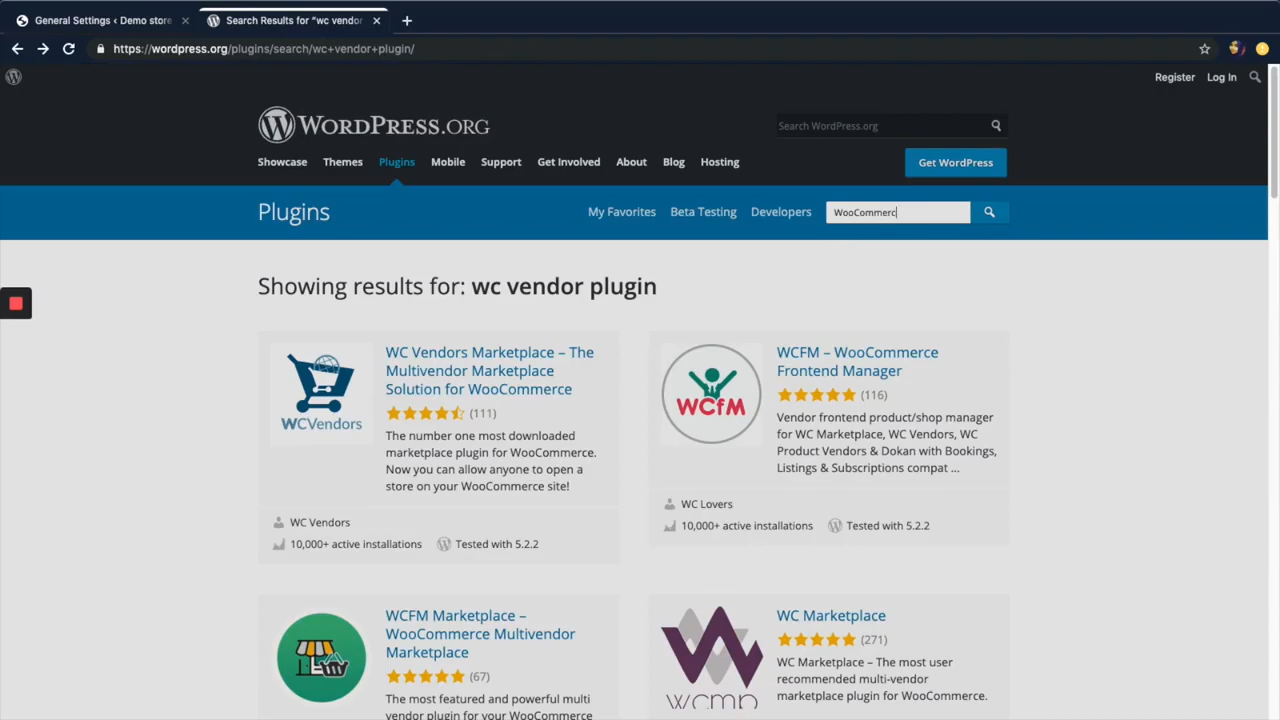 General Settings ‹ Demo store
Search Results for "wc vendor
https://wordpress.org/plugins/search/wc+vendor+plugin/
Register Log In
WORDPRESS.ORG
Search WordPress.org
Showcase Themes Plugins Mobile Support Get Involved About Blog Hosting
Get WordPress
Plugins
My Favorites Beta Testing Developers
WooCommerc
Showing results for: wc vendor plugin
WCVendors
WC Vendors Marketplace – The
Multivendor Marketplace
Solution for WooCommerce
(111)
The number one most downloaded
marketplace plugin for WooCommerce.
Now you can allow anyone to open a
store on your WooCommerce site!
WC Vendors
10,000+ active installations
Tested with 5.2.2
WCfM
WCFM – WooCommerce
Frontend Manager
(116)
Vendor frontend product/shop manager
for WC Marketplace, WC Vendors, WC
Product Vendors & Dokan with Bookings,
Listings & Subscriptions compat ...
WC Lovers
10,000+ active installations
Tested with 5.2.2
WCFM Marketplace –
WooCommerce Multivendor
Marketplace
(67)
The most featured and powerful multi
vendor plugin for your WooCommerce
wcmp
WC Marketplace
(271)
WC Marketplace – The most user
recommended multi-vendor
marketplace plugin for WooCommerce.